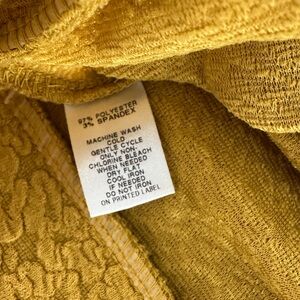 97% POLYESTER
3% SPANDEX
MACHINE WASH
COLD
GENTLE CYCLE
ONLY NON-
CHLORINE BLEACH
WHEN NEEDED
DRY FLAT
COOL IRON
IF NEEDED
DO NOT IRON
ON PRINTED LABEL